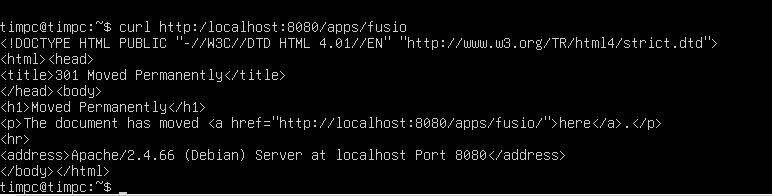 timpc@timpc:~$ curl http:/localhost:8080/apps/fusio
<!DOCTYPE HTML PUBLIC "-//W3C//DTD HTML 4.01//EN" "http://www.w3.org/TR/html4/strict.dtd">
<html><head>
<title>301 Moved Permanently</title>
</head><body>
<h1>Moved Permanently</h1>
<p>The document has moved <a href="http://localhost:8080/apps/fusio/">here</a>.</p>
<hr>
<address>Apache/2.4.66 (Debian) Server at localhost Port 8080</address>
</body></html>
timpc@timpc:~$ _